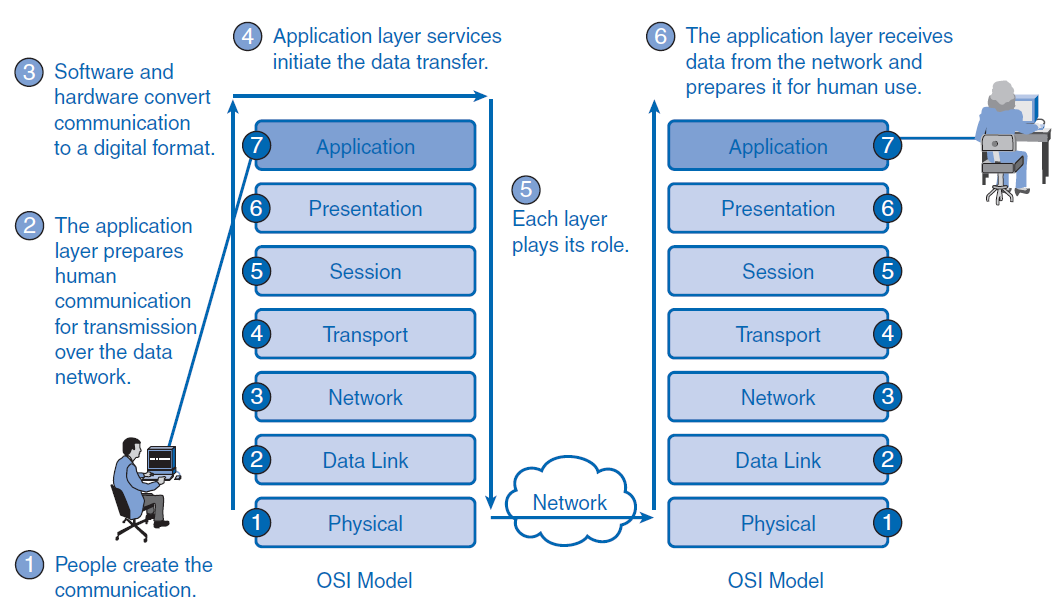 4 Application layer services
initiate the data transfer.
6 The application layer receives
data from the network and
prepares it for human use.
3 Software and
hardware convert
communication
to a digital format.
2 The application
layer prepares
human
communication
for transmission
over the data
network.
1 People create the
communication.
7 Application
6 Presentation
5 Session
4 Transport
3 Network
2 Data Link
1 Physical
OSI Model
5
Each layer
plays its role.
Network
Application 7
Presentation 6
Session 5
Transport 4
Network 3
Data Link 2
Physical 1
OSI Model